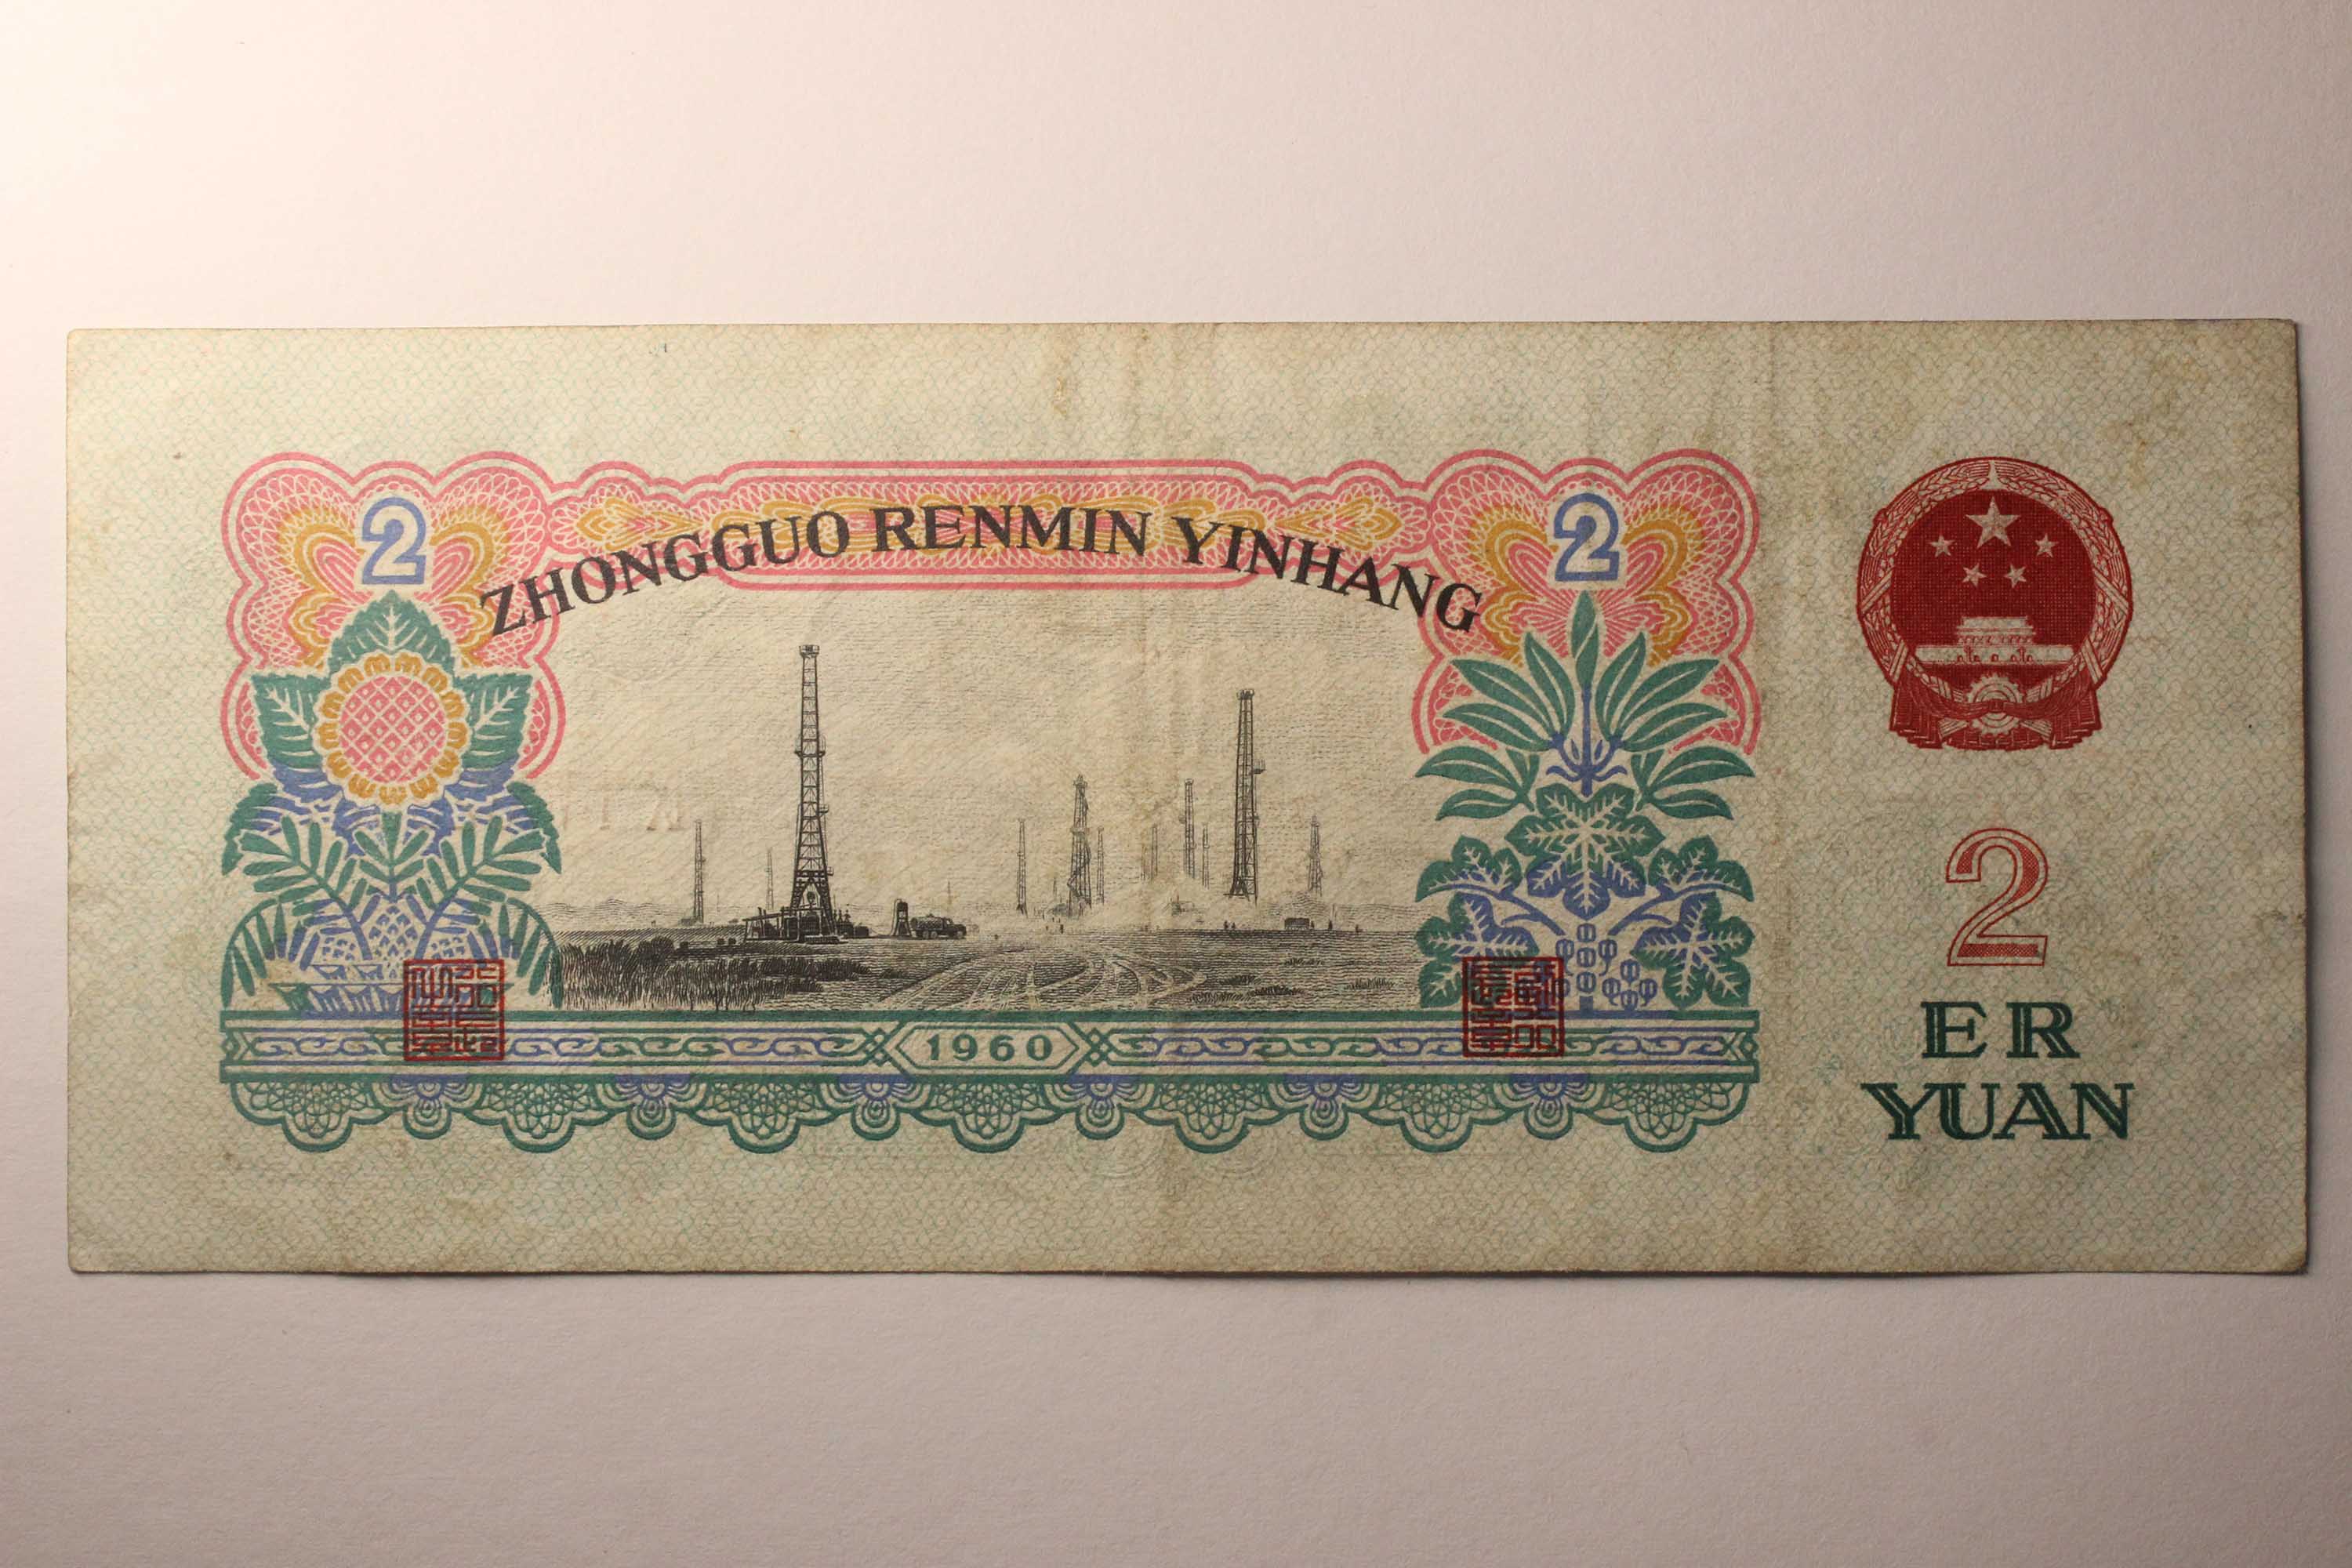 2
2
ZHONGGUO RENMIN YINHANG
2
ER
YUAN
1960